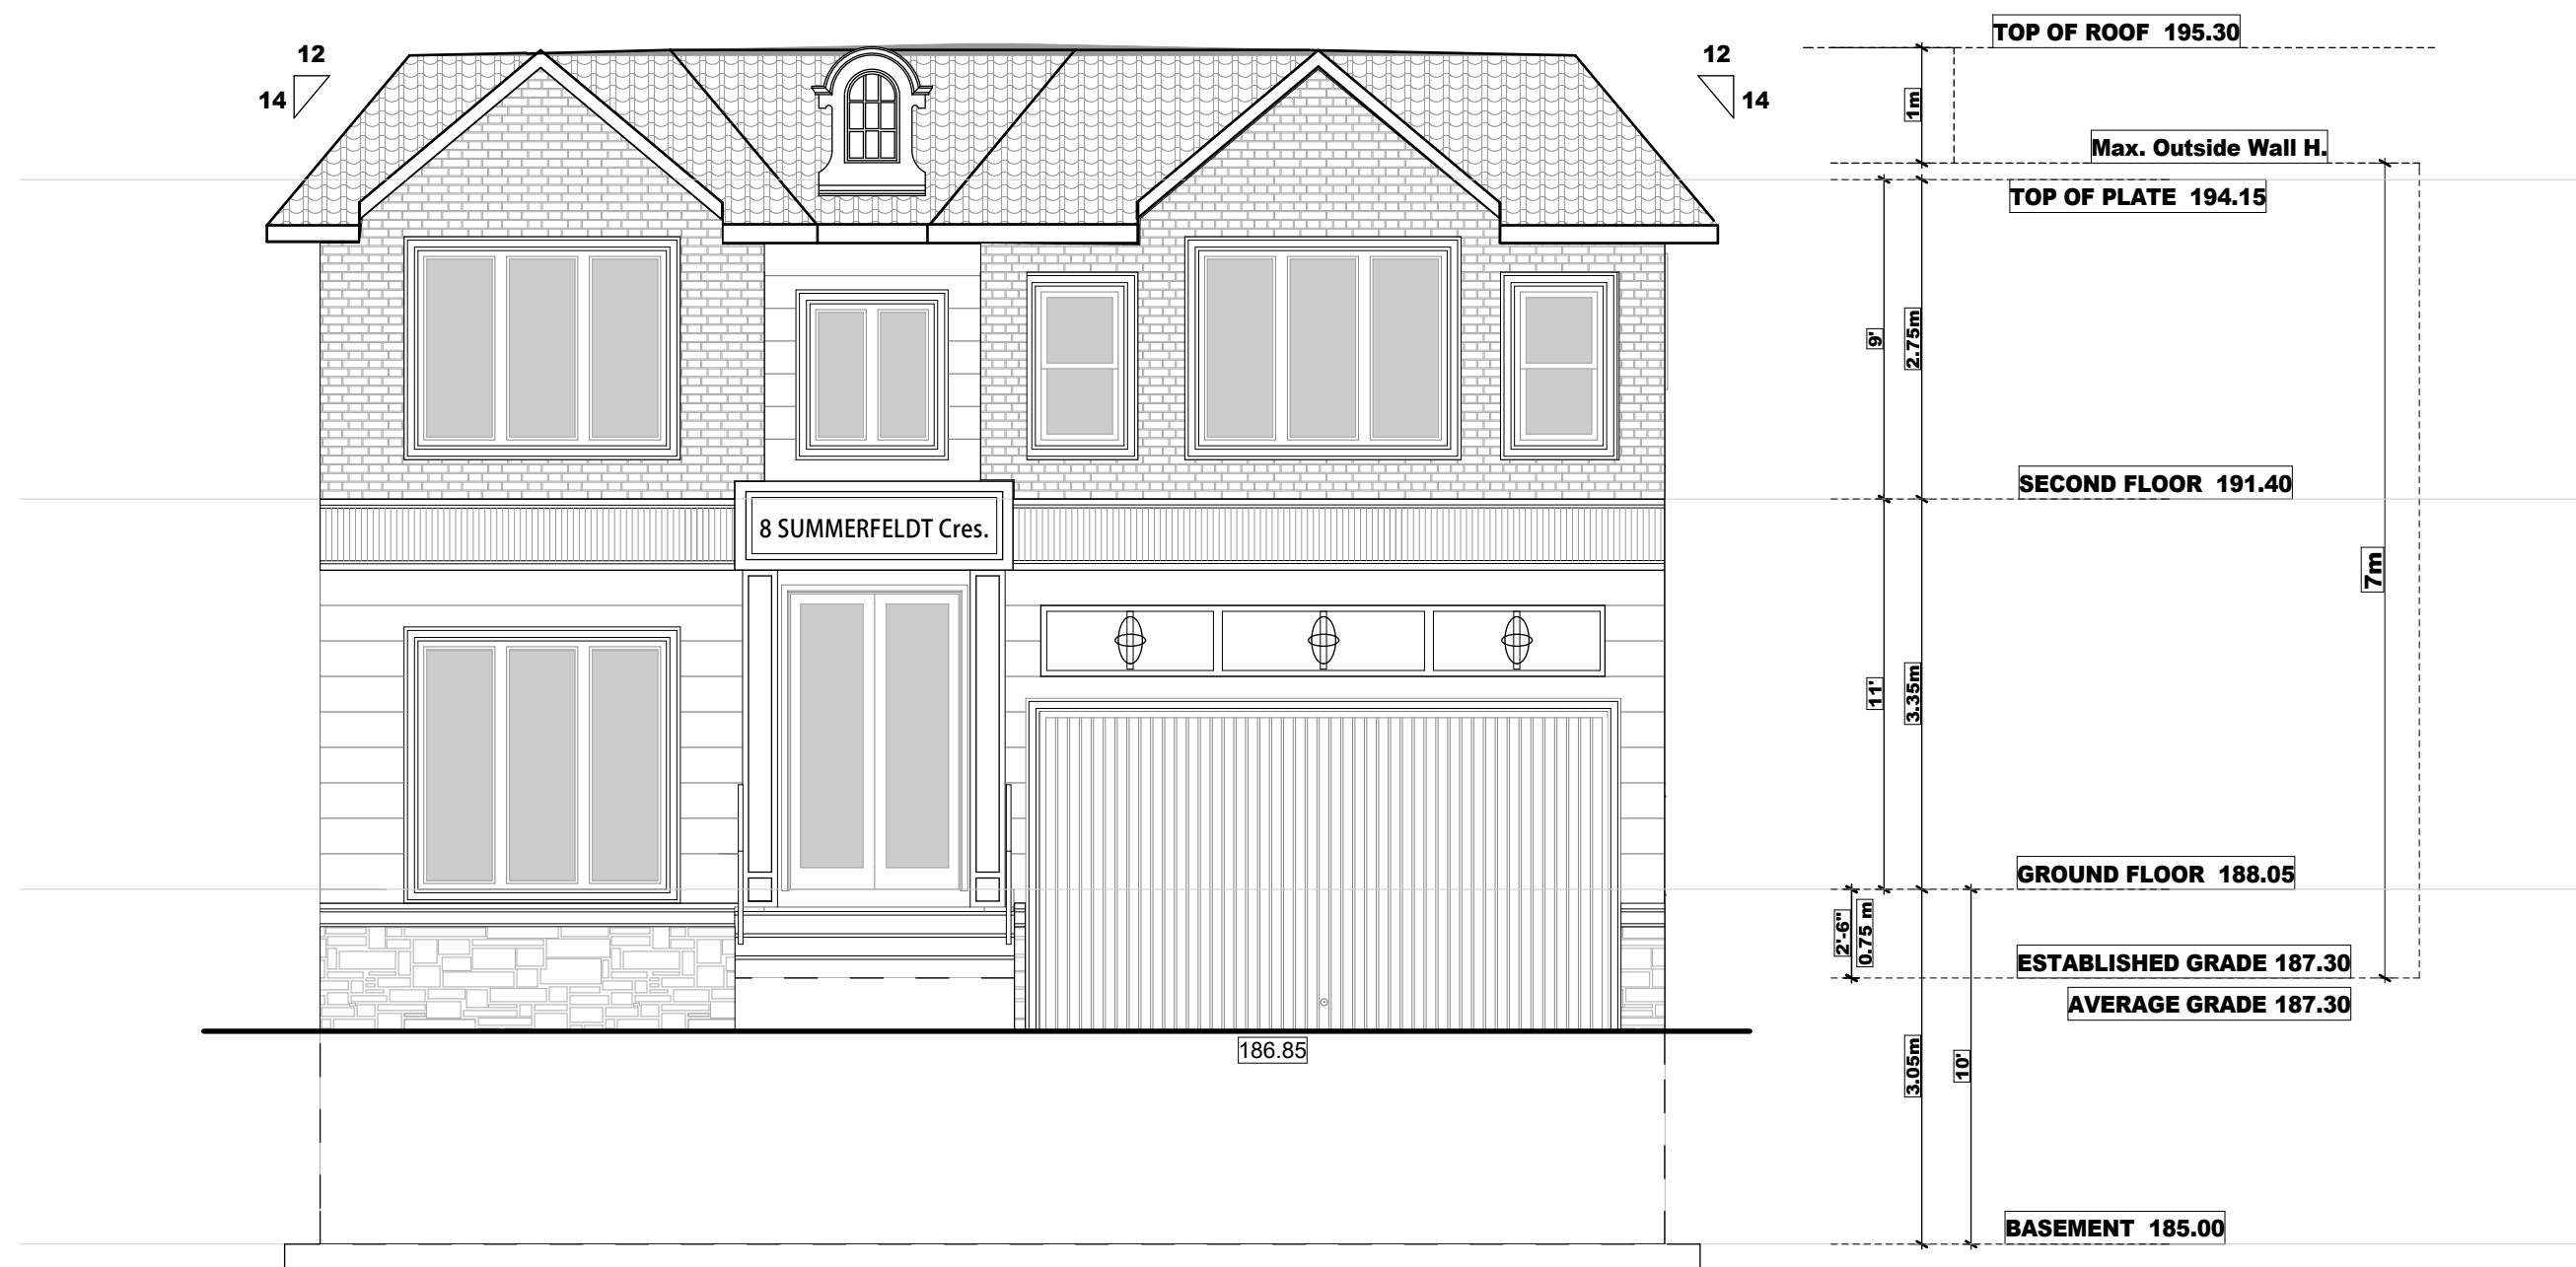 TOP OF ROOF 195.30
12
14
12
14
1m
Max. Outside Wall H.
TOP OF PLATE 194.15
9'
2.75m
SECOND FLOOR 191.40
8 SUMMERFELDT Cres.
7m
11'
3.35m
GROUND FLOOR 188.05
2'-6"
0.75 m
ESTABLISHED GRADE 187.30
AVERAGE GRADE 187.30
186.85
3.05m
10'
BASEMENT 185.00